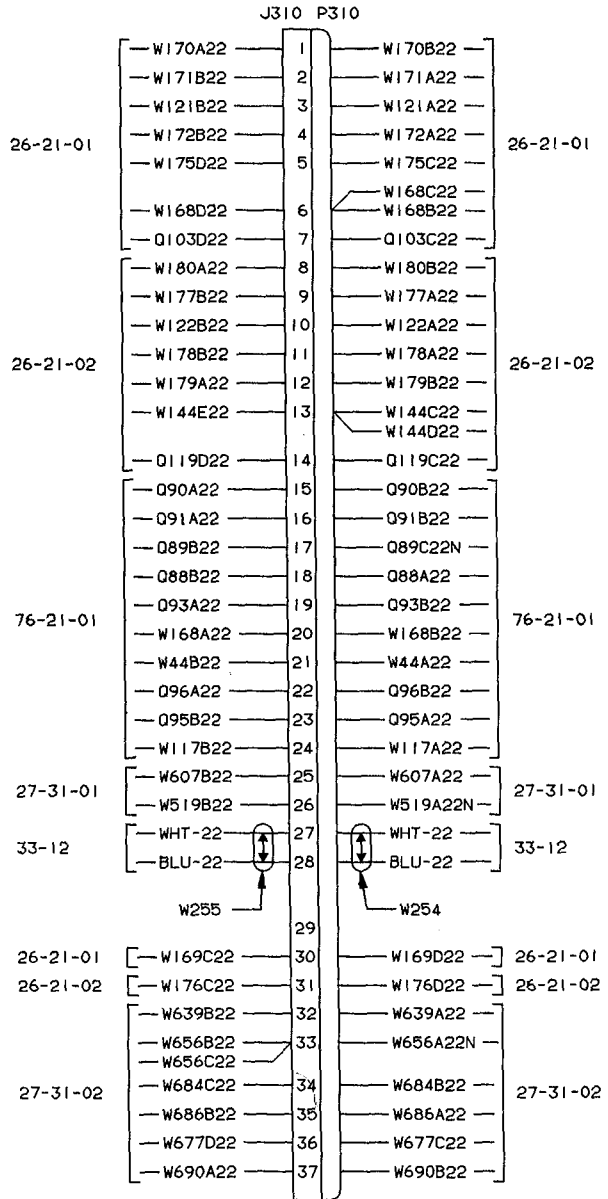 J310 P310
W170A22 1 W170B22
W171B22 2 W171A22
W121B22 3 W121A22
W172B22 4 W172A22
26-21-01 26-21-01
W175D22 5 W175C22
W168C22
W168D22 6 W168B22
Q103D22 7 Q103C22
W180A22 8 W180B22
W177B22 9 W177A22
W122B22 10 W122A22
W178B22 11 W178A22
26-21-02 26-21-02
W179A22 12 W179B22
W144E22 13 W144C22
W144D22
Q119D22 14 Q119C22
Q90A22 15 Q90B22
Q91A22 16 Q91B22
Q89B22 17 Q89C22N
Q88B22 18 Q88A22
Q93A22 19 Q93B22
76-21-01 76-21-01
W168A22 20 W168B22
W44B22 21 W44A22
Q96A22 22 Q96B22
Q95B22 23 Q95A22
W117B22 24 W117A22
W607B22 25 W607A22
27-31-01 27-31-01
W519B22 26 W519A22N
WHT-22 27 WHT-22
33-12 33-12
BLU-22 28 BLU-22
W255 W254
29
26-21-01 W169C22 30 W169D22 26-21-01
26-21-02 W176C22 31 W176D22 26-21-02
W639B22 32 W639A22
W656B22 33 W656A22N
W656C22
W684C22 34 W684B22
27-31-02 27-31-02
W686B22 35 W686A22
W677D22 36 W677C22
W690A22 37 W690B22